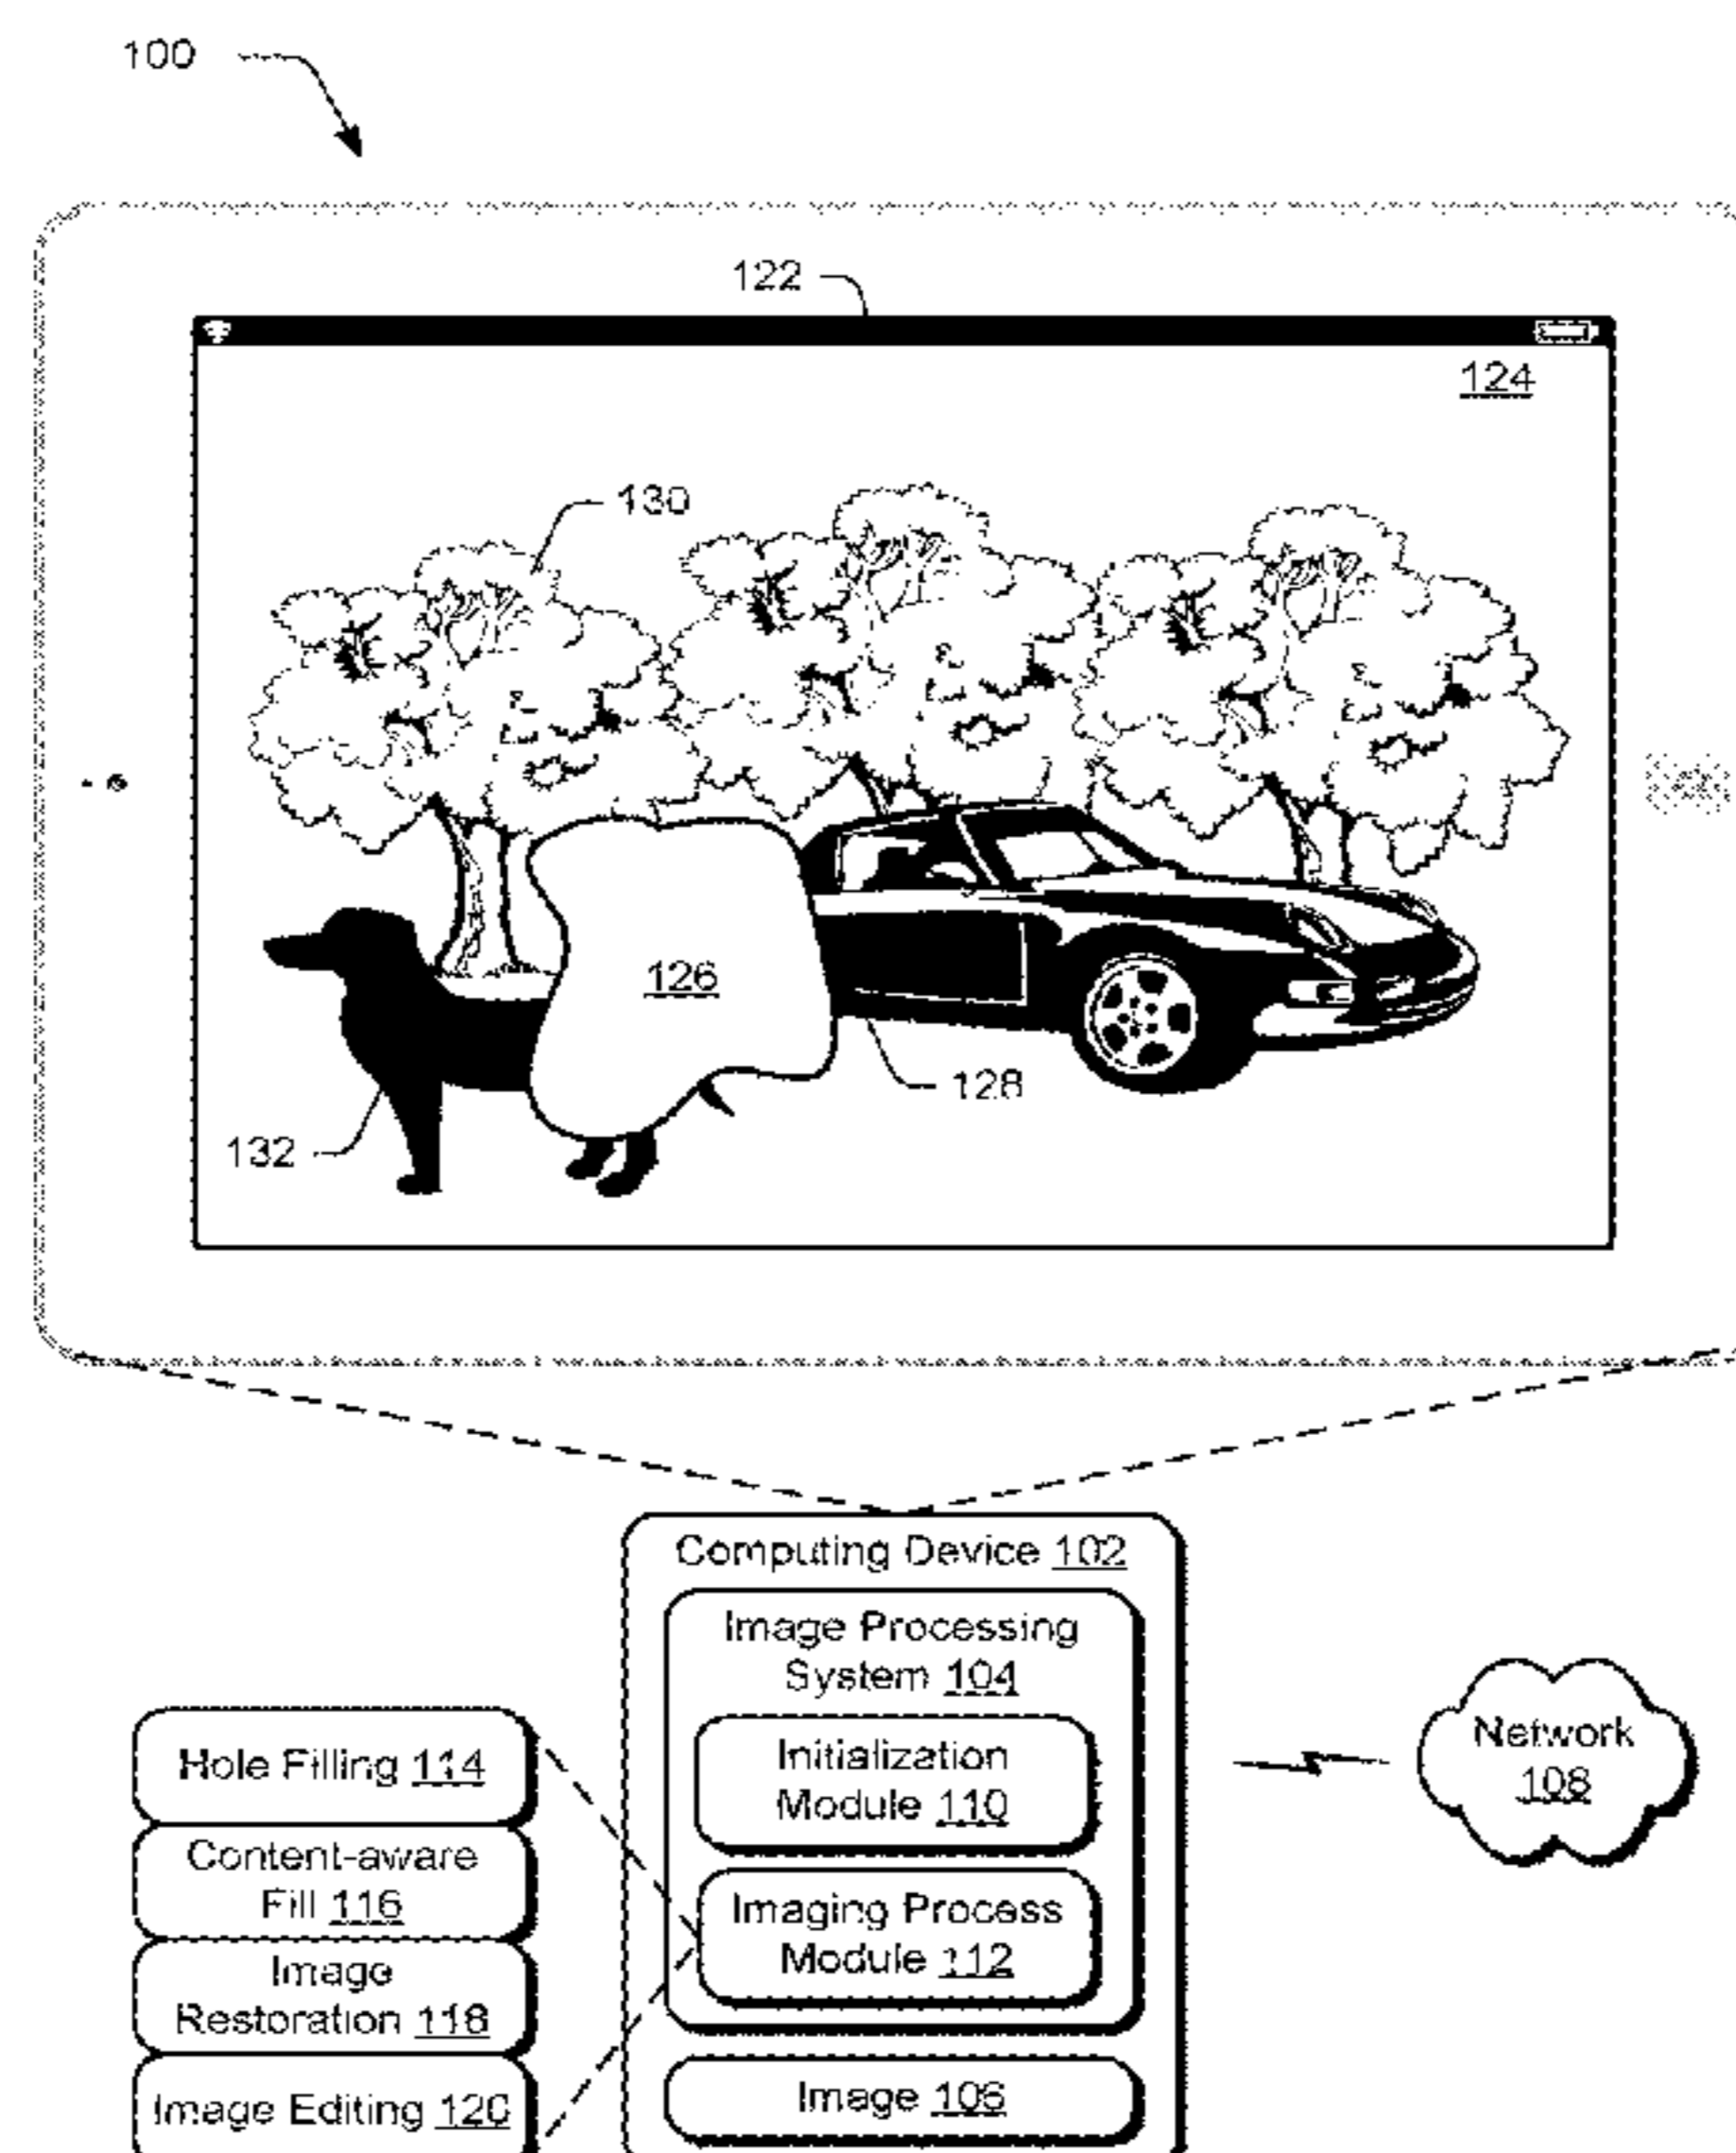 100
122
124
130
126
128
132
Computing Device 102
Image Processing
System 104
Initialization
Module 110
Imaging Process
Module 112
Image 106
Hole Filling 114
Content-aware
Fill 116
Image
Restoration 118
Image Editing 120
Network
108